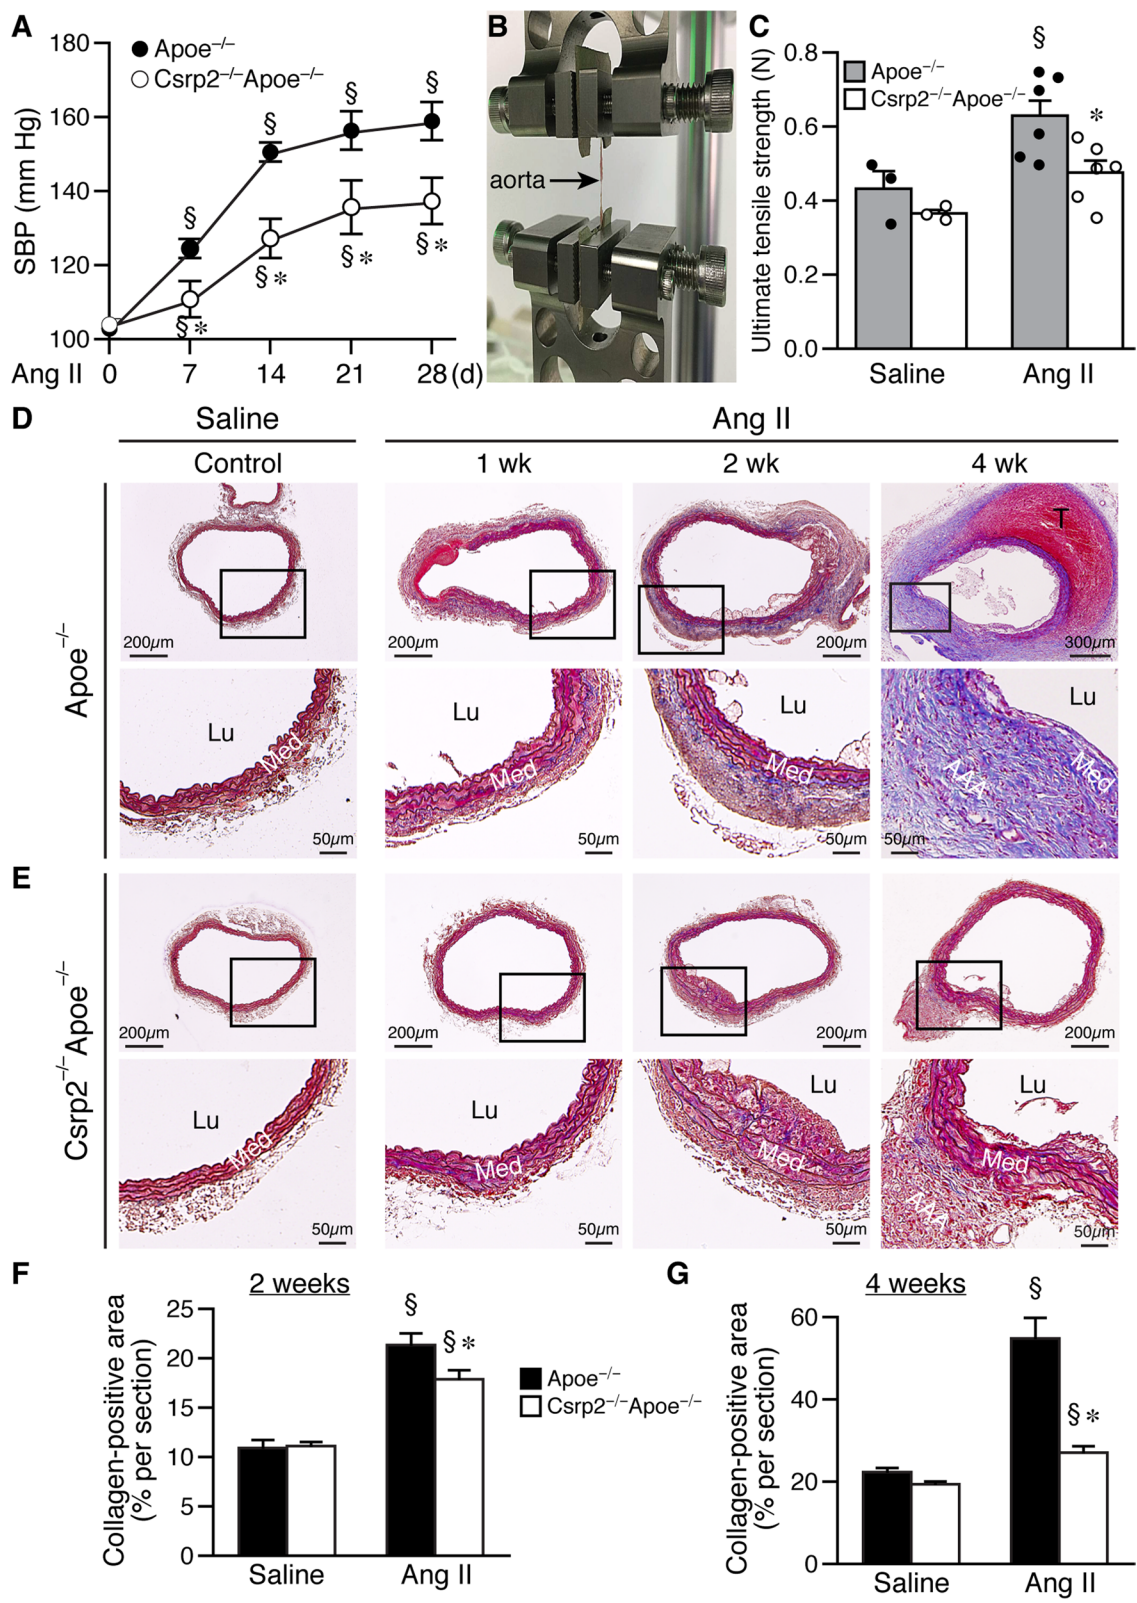 A
180
160
140
120
100
SBP (mm Hg)
Apoe−/−
Csrp2−/−Apoe−/−
§
§
§
§
§*
§*
§*
§*
Ang II 0 7 14 21 28 (d)
B
aorta
C
0.8
0.6
0.4
0.2
0.0
Ultimate tensile strength (N)
Apoe−/−
Csrp2−/−Apoe−/−
§
*
Saline Ang II
D
Saline Ang II
Control 1 wk 2 wk 4 wk
Apoe−/−
T
200μm 200μm 200μm 300μm
Lu Lu Lu Lu
Med Med Med Med
AAA
50μm 50μm 50μm 50μm
E
Csrp2−/−Apoe−/−
200μm 200μm 200μm 200μm
Lu Lu Lu Lu
Med Med Med Med
AAA
50μm 50μm 50μm 50μm
F
2 weeks
25
20
15
10
5
0
Collagen-positive area
(% per section)
§
§*
Saline Ang II
Apoe−/−
Csrp2−/−Apoe−/−
G
4 weeks
60
40
20
0
Collagen-positive area
(% per section)
§
§*
Saline Ang II